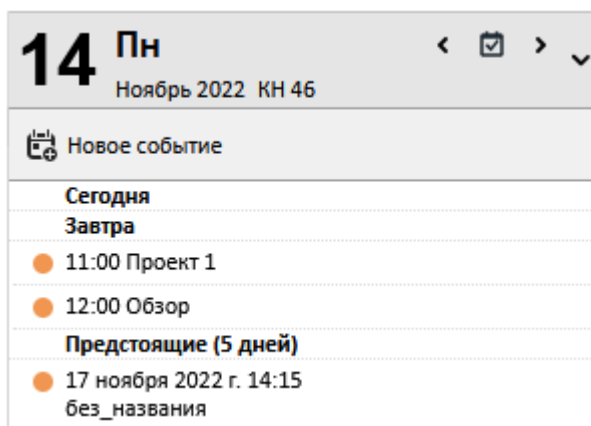 14 Пн
Ноябрь 2022 КН 46
Новое событие
Сегодня
Завтра
11:00 Проект 1
12:00 Обзор
Предстоящие (5 дней)
17 ноября 2022 г. 14:15
без_названия